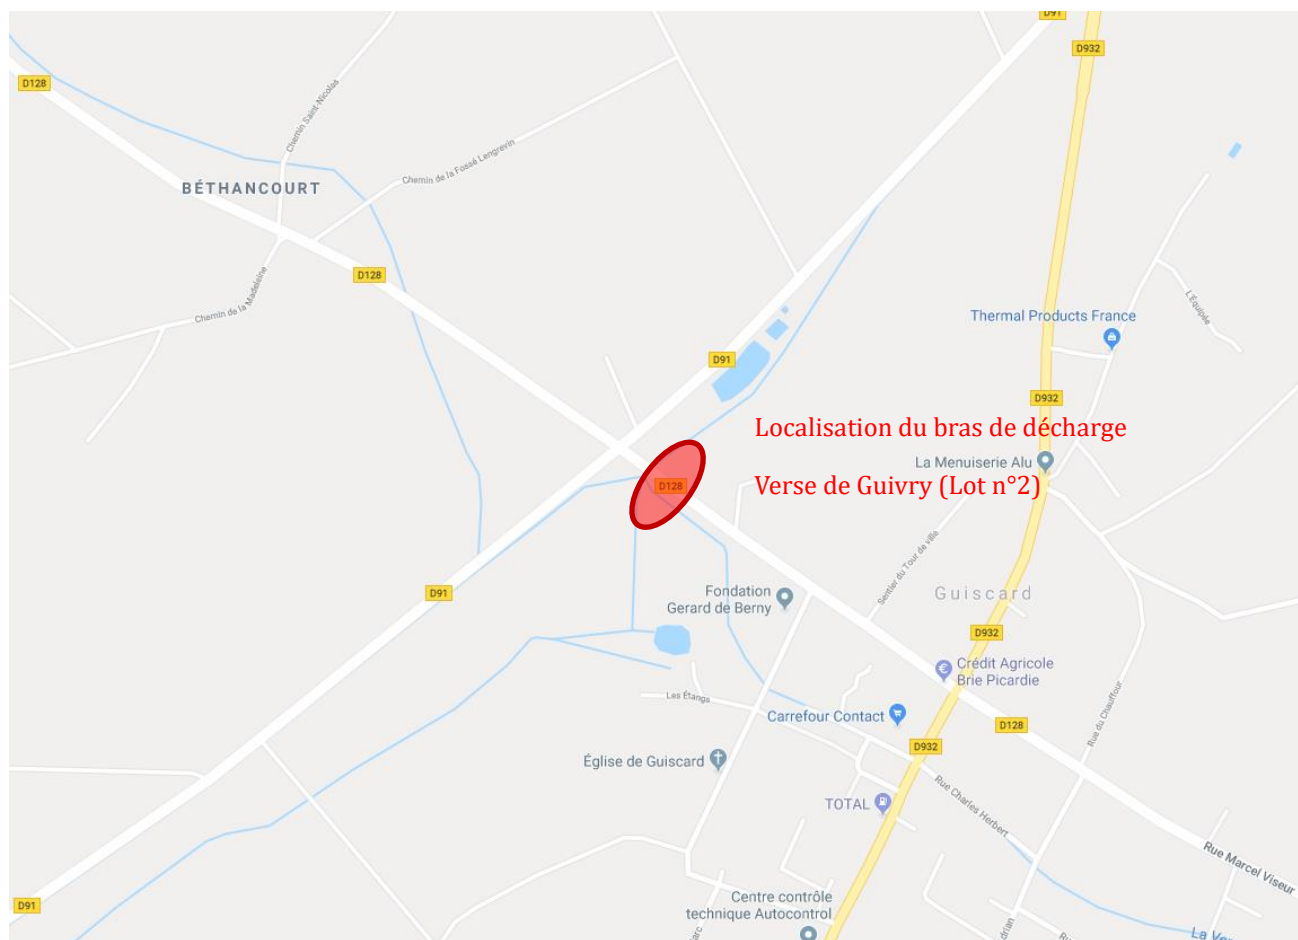 D91
D932
D128
Chemin Saint-Nicolas
BÉTHANCOURT
Chemin de la Fossé Lengrevin
D128
Chemin de la Madeleine
L'Équipée
Thermal Products France
D91
D932
Localisation du bras de décharge
La Menuiserie Alu
Verse de Guivry (Lot n°2)
D128
Sentier du Tour de ville
D91
Fondation
Gerard de Berny
Guiscard
D932
Crédit Agricole
Brie Picardie
Les Étangs
Carrefour Contact
D128
Rue du Chauffour
D932
Église de Guiscard
TOTAL
Rue Charles Herbert
Rue Marcel Viseur
D91
Centre contrôle
technique Autocontrol